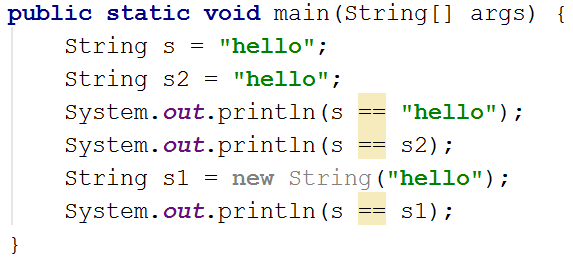 public static void main(String[] args) {
    String s = "hello";
    String s2 = "hello";
    System.out.println(s == "hello");
    System.out.println(s == s2);
    String s1 = new String("hello");
    System.out.println(s == s1);
}